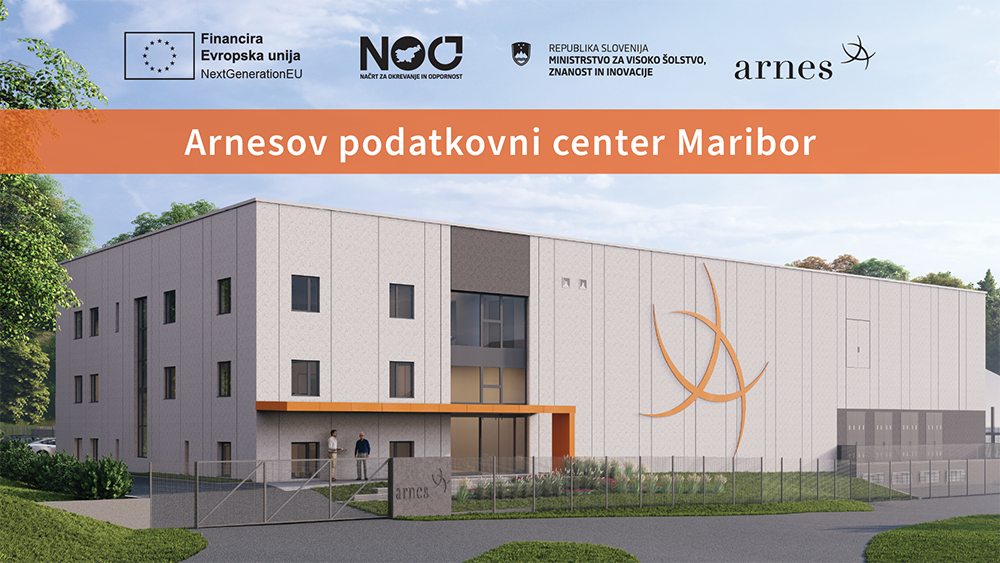 Financira
Evropska unija
NextGenerationEU
NOO
NAČRT ZA OKREVANJE IN ODPORNOST
REPUBLIKA SLOVENIJA
MINISTRSTVO ZA VISOKO ŠOLSTVO,
ZNANOST IN INOVACIJE
arnes
Arnesov podatkovni center Maribor
arnes